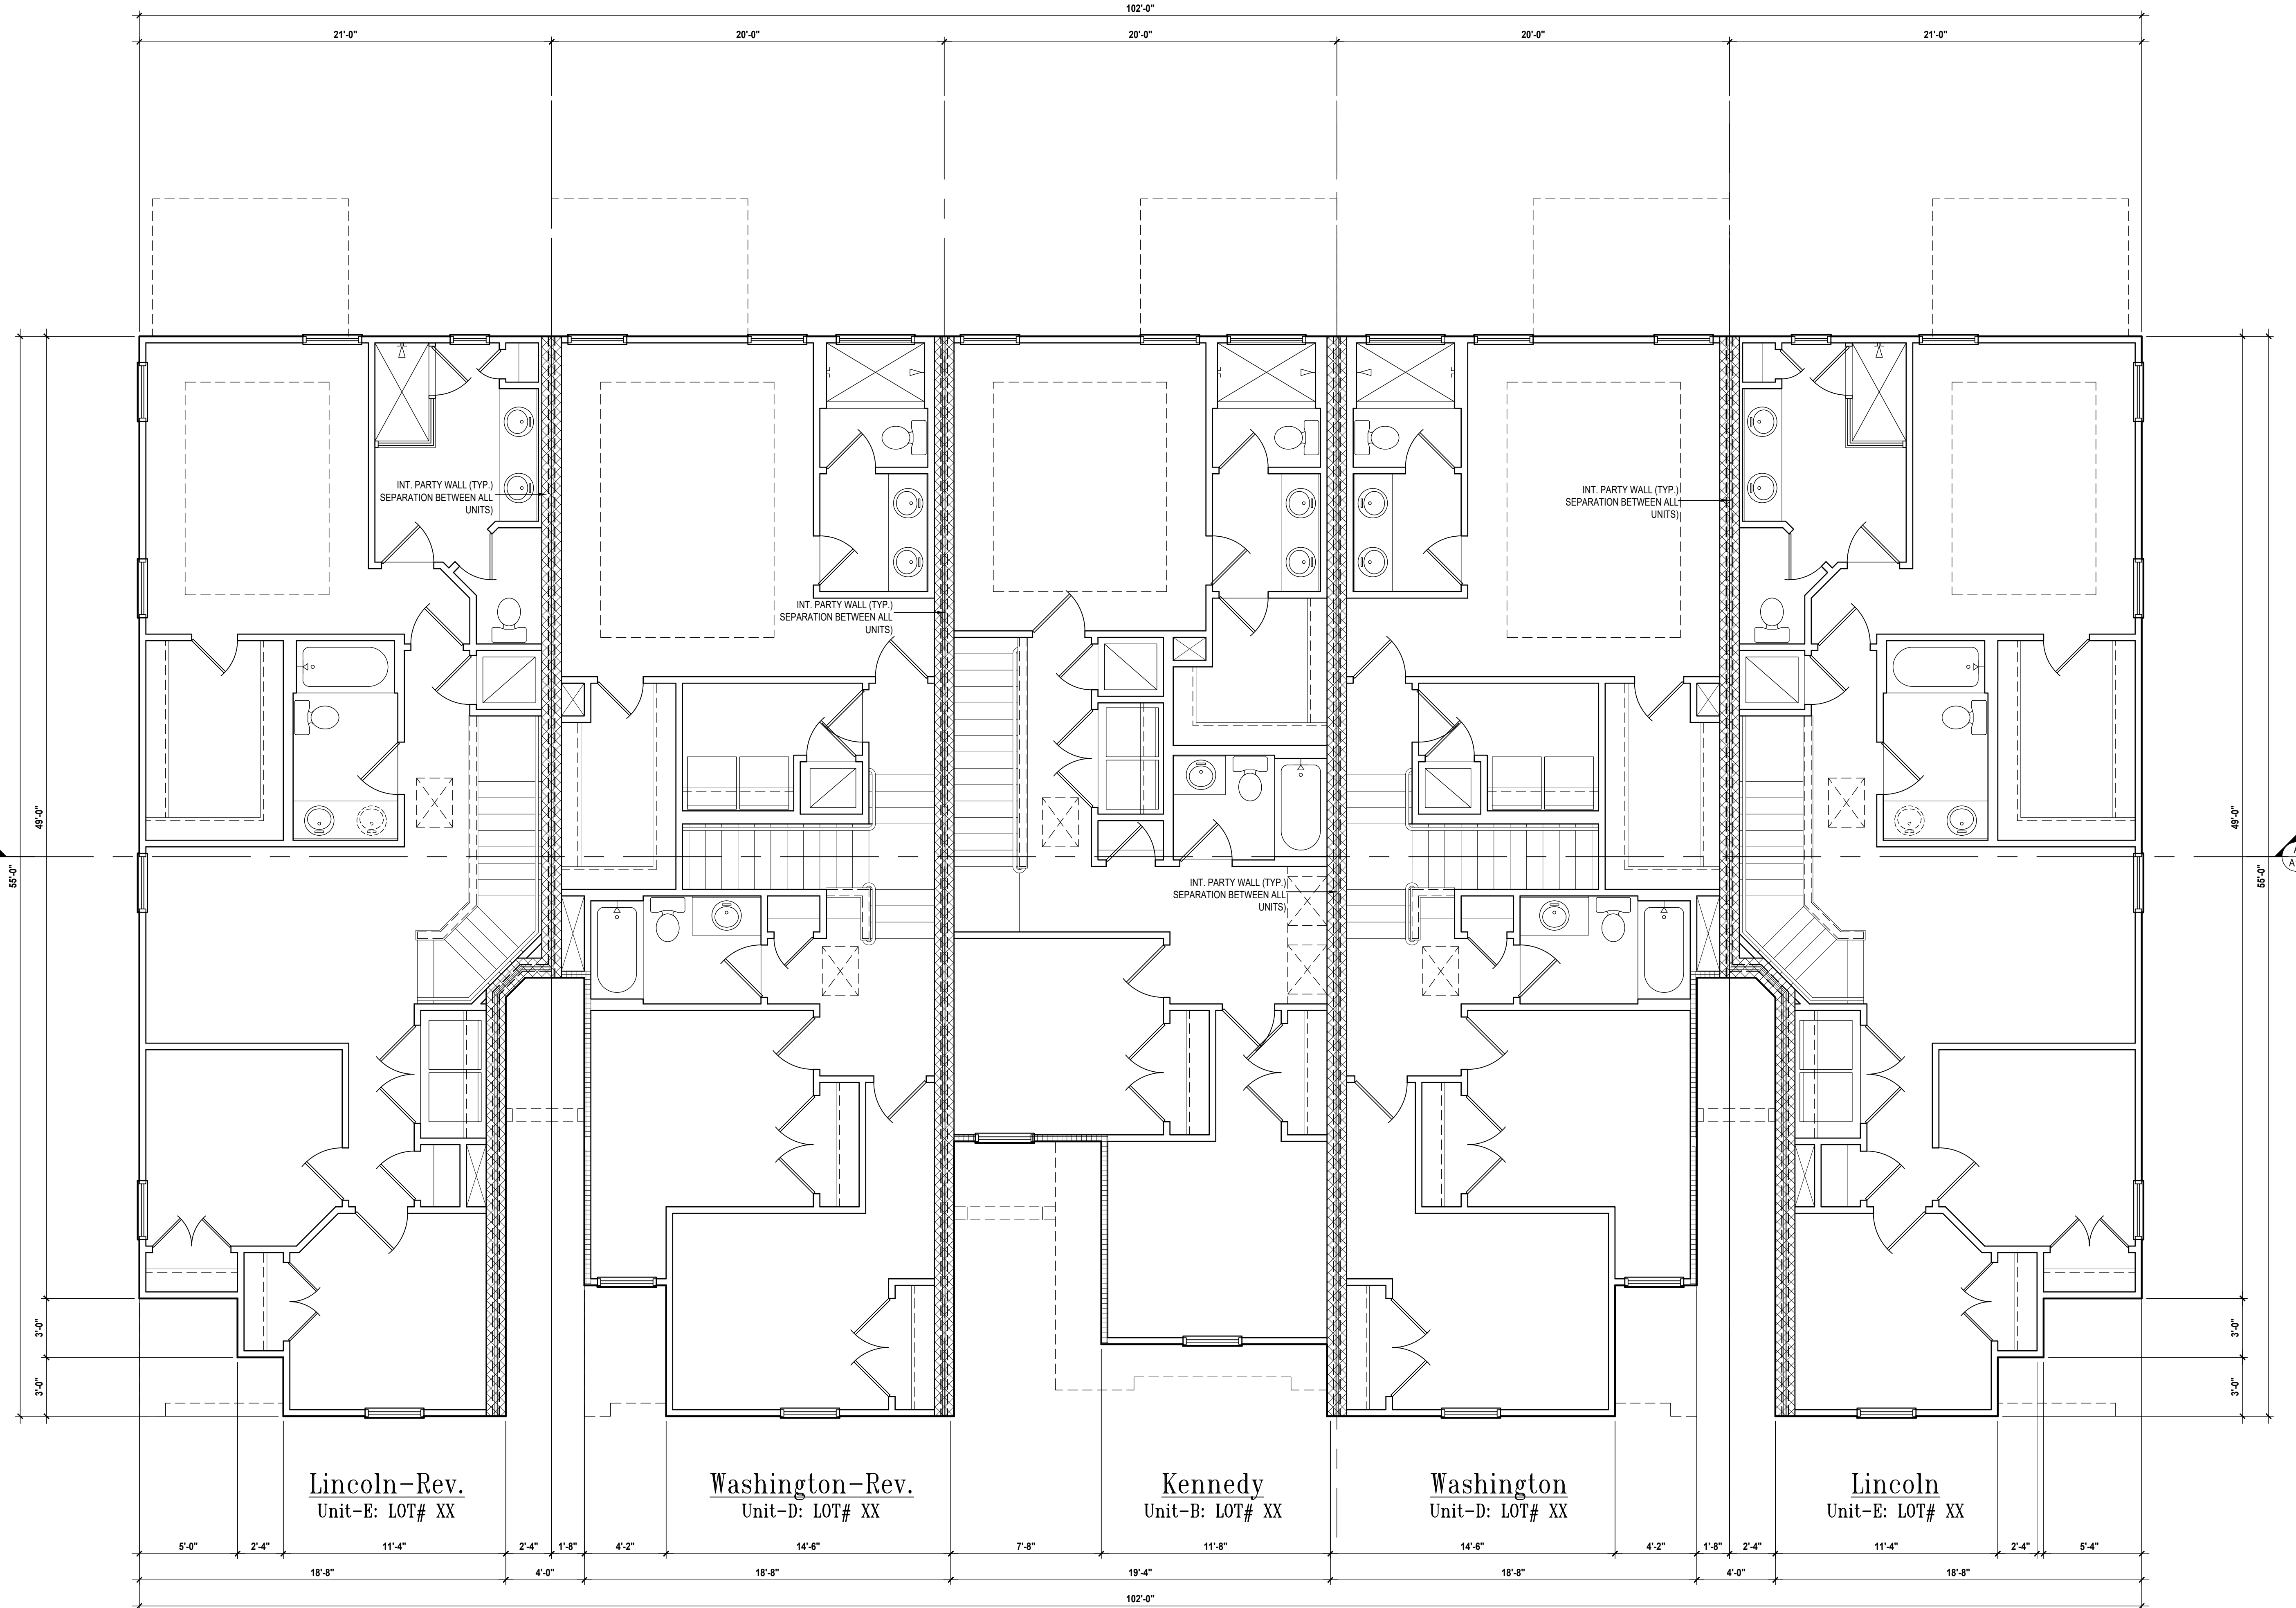 102'-0"
21'-0" 20'-0" 20'-0" 20'-0" 21'-0"
INT. PARTY WALL (TYP.)
SEPARATION BETWEEN ALL
UNITS)
INT. PARTY WALL (TYP.)
SEPARATION BETWEEN ALL
UNITS)
INT. PARTY WALL (TYP.)
SEPARATION BETWEEN ALL
UNITS)
INT. PARTY WALL (TYP.)
SEPARATION BETWEEN ALL
UNITS)
49'-0"
55'-0"
3'-0"
3'-0"
49'-0"
55'-0"
3'-0"
3'-0"
Lincoln-Rev.
Unit-E: LOT# XX
Washington-Rev.
Unit-D: LOT# XX
Kennedy
Unit-B: LOT# XX
Washington
Unit-D: LOT# XX
Lincoln
Unit-E: LOT# XX
5'-0" 2'-4" 11'-4" 2'-4" 1'-8" 4'-2" 14'-6" 7'-8" 11'-8" 14'-6" 4'-2" 1'-8" 2'-4" 11'-4" 2'-4" 5'-4"
18'-8" 4'-0" 18'-8" 19'-4" 18'-8" 4'-0" 18'-8"
102'-0"